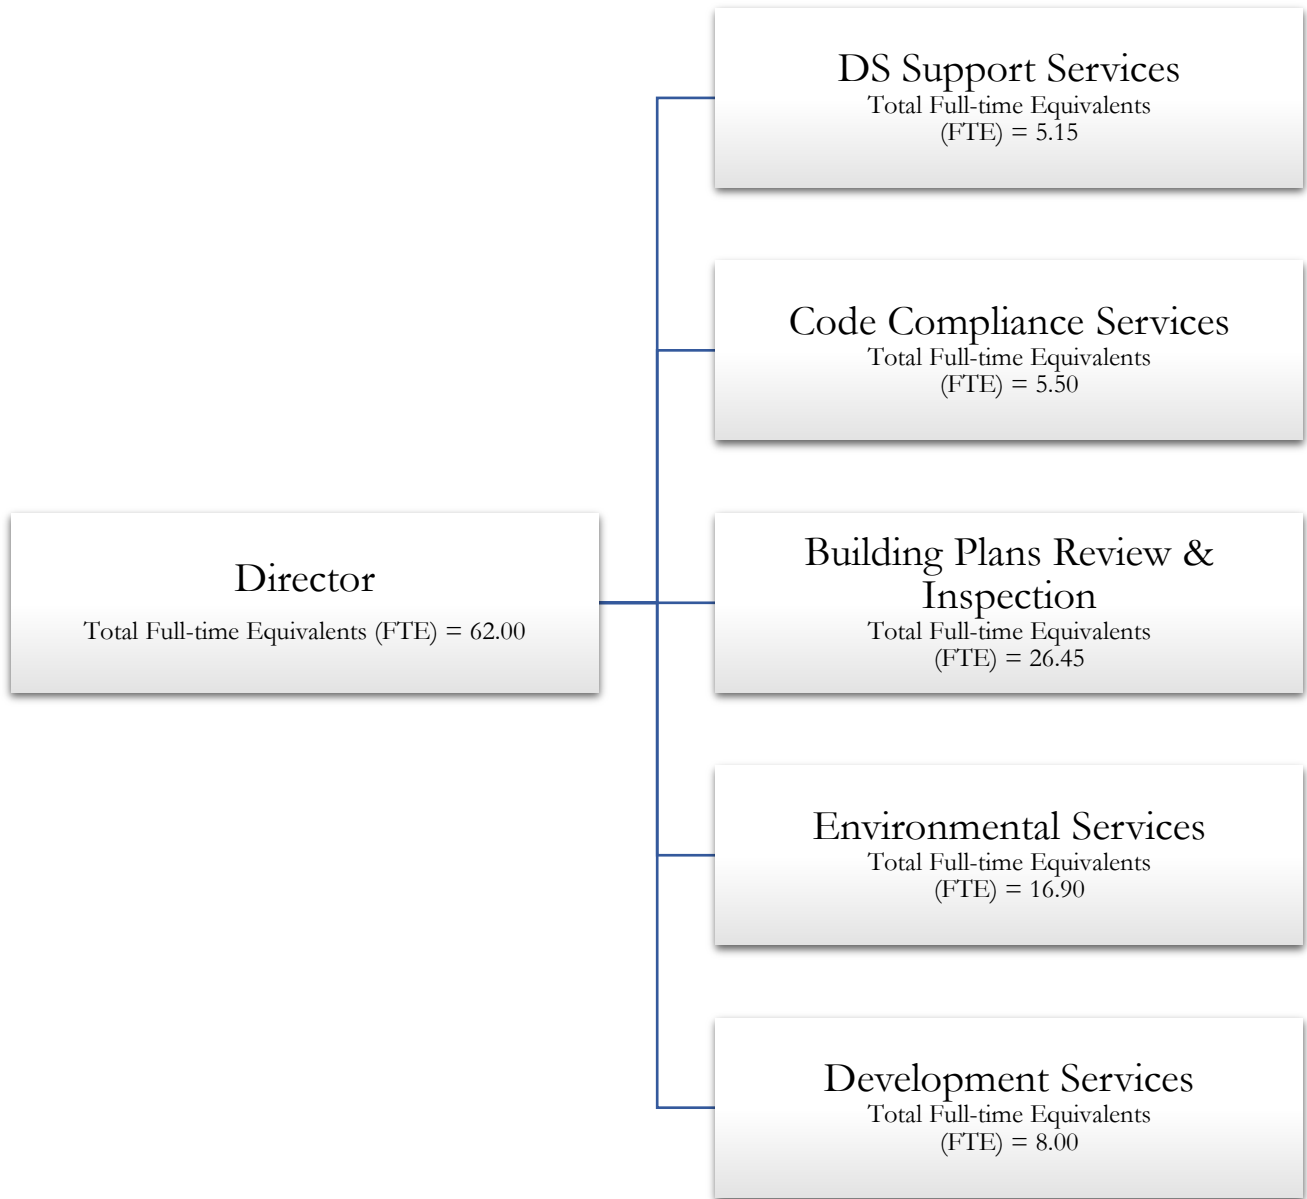 DS Support Services
Total Full-time Equivalents
(FTE) = 5.15
Code Compliance Services
Total Full-time Equivalents
(FTE) = 5.50
Director
Total Full-time Equivalents (FTE) = 62.00
Building Plans Review &
Inspection
Total Full-time Equivalents
(FTE) = 26.45
Environmental Services
Total Full-time Equivalents
(FTE) = 16.90
Development Services
Total Full-time Equivalents
(FTE) = 8.00